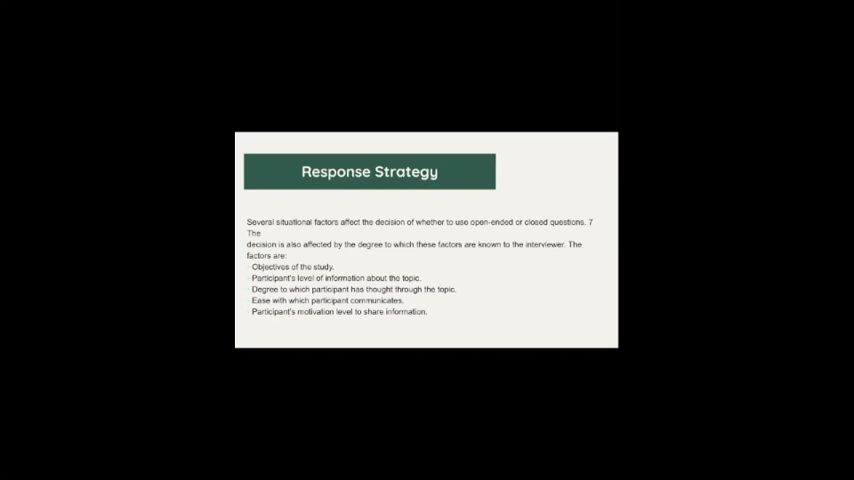 Response Strategy
Several situational factors affect the decision of whether to use open-ended or closed questions. 7
The
decision is also affected by the degree to which these factors are known to the interviewer. The
factors are:
· Objectives of the study.
· Participant's level of information about the topic.
· Degree to which participant has thought through the topic.
· Ease with which participant communicates.
· Participant's motivation level to share information.